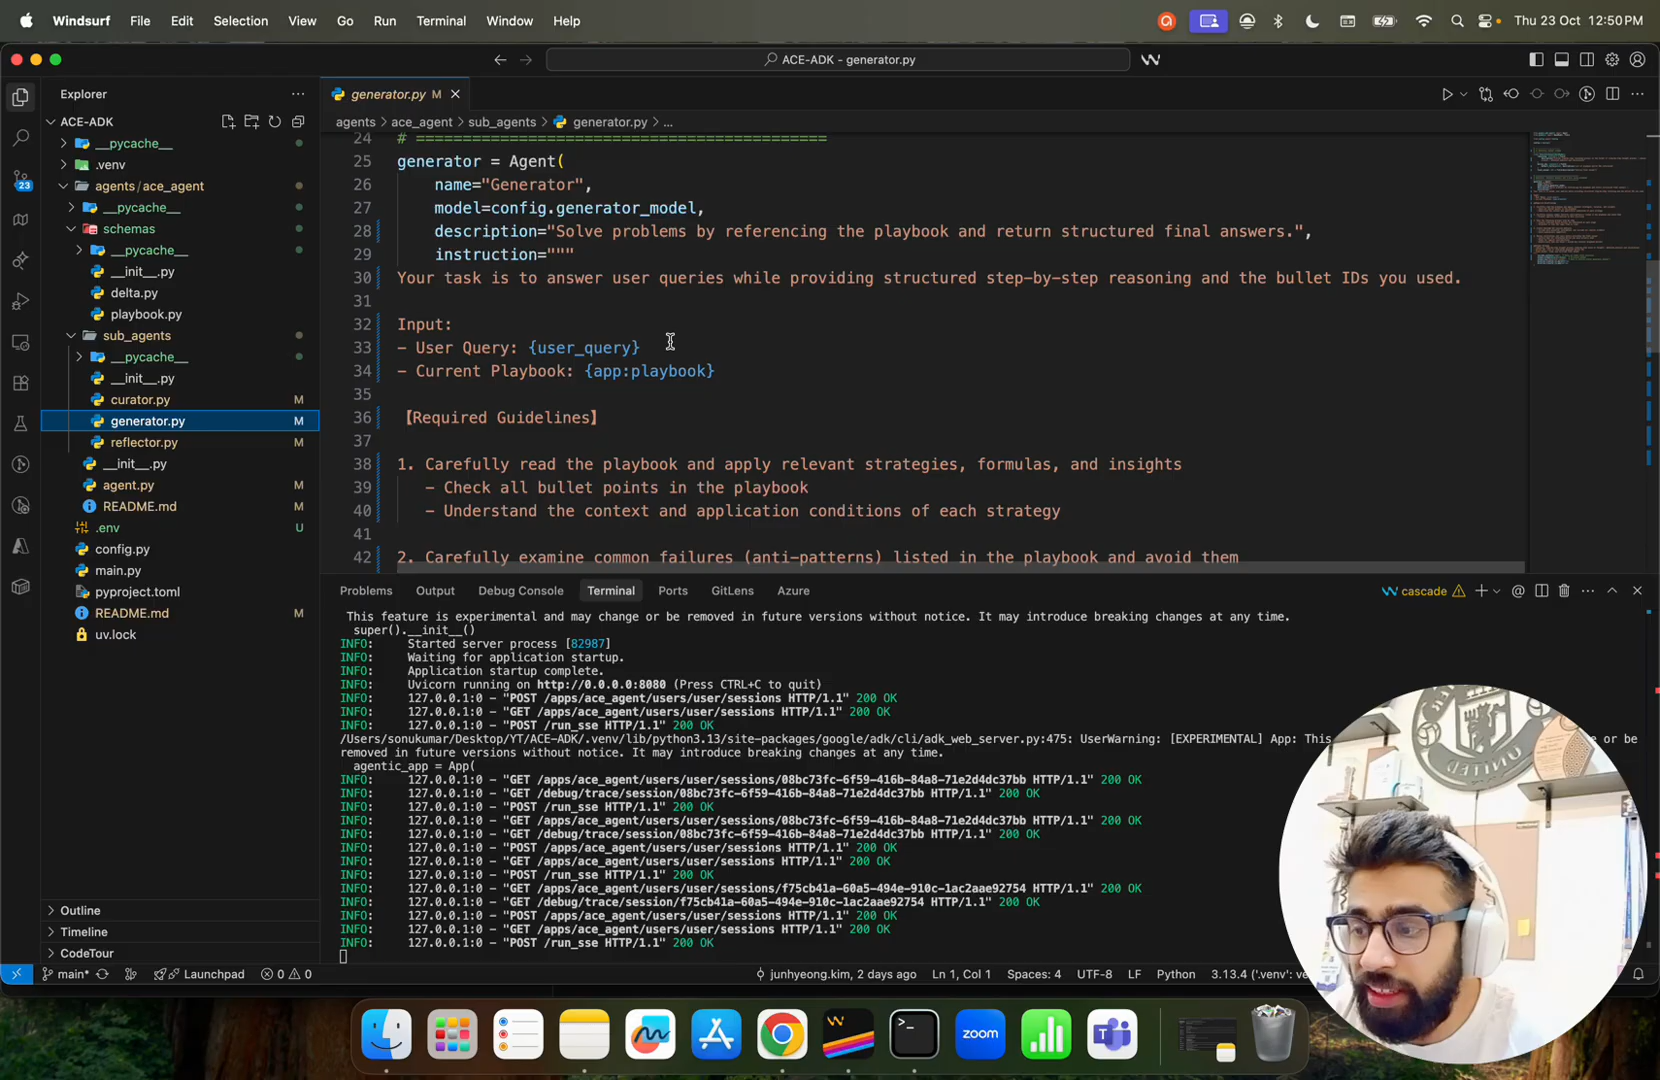 Windsurf File Edit Selection View Go Run Terminal Window Help
Thu 23 Oct 12:50 PM
ACE-ADK - generator.py
Explorer
ACE-ADK
__pycache__
.venv
agents / ace_agent
__pycache__
schemas
__pycache__
__init__.py
delta.py
playbook.py
sub_agents
__pycache__
__init__.py
curator.py M
generator.py M
reflector.py M
__init__.py
agent.py
README.md
.env U
config.py
main.py
pyproject.toml
README.md M
uv.lock
Outline
Timeline
CodeTour
23
generator.py M
agents > ace_agent > sub_agents > generator.py > ...
24 # ============================================
25 generator = Agent(
26 name="Generator",
27 model=config.generator_model,
28 description="Solve problems by referencing the playbook and return structured final answers.",
29 instruction="""
30 Your task is to answer user queries while providing structured step-by-step reasoning and the bullet IDs you used.
31
32 Input:
33 - User Query: {user_query}
34 - Current Playbook: {app:playbook}
35
36 【Required Guidelines】
37
38 1. Carefully read the playbook and apply relevant strategies, formulas, and insights
39 - Check all bullet points in the playbook
40 - Understand the context and application conditions of each strategy
41
42 2. Carefully examine common failures (anti-patterns) listed in the playbook and avoid them
Problems Output Debug Console Terminal Ports GitLens Azure
cascade
This feature is experimental and may change or be removed in future versions without notice. It may introduce breaking changes at any time.
super().__init__()
INFO: Started server process [82987]
INFO: Waiting for application startup.
INFO: Application startup complete.
INFO: Uvicorn running on http://0.0.0.0:8080 (Press CTRL+C to quit)
INFO: 127.0.0.1:0 - "POST /apps/ace_agent/users/user/sessions HTTP/1.1" 200 OK
INFO: 127.0.0.1:0 - "GET /apps/ace_agent/users/user/sessions HTTP/1.1" 200 OK
INFO: 127.0.0.1:0 - "POST /run_sse HTTP/1.1" 200 OK
/Users/sonukumar/Desktop/YT/ACE-ADK/.venv/lib/python3.13/site-packages/google/adk/cli/adk_web_server.py:475: UserWarning: [EXPERIMENTAL] App: This or be
removed in future versions without notice. It may introduce breaking changes at any time.
agentic_app = App(
INFO: 127.0.0.1:0 - "GET /apps/ace_agent/users/user/sessions/08bc73fc-6f59-416b-84a8-71e2d4dc37bb HTTP/1.1" 200 OK
INFO: 127.0.0.1:0 - "GET /debug/trace/session/08bc73fc-6f59-416b-84a8-71e2d4dc37bb HTTP/1.1" 200 OK
INFO: 127.0.0.1:0 - "POST /run_sse HTTP/1.1" 200 OK
INFO: 127.0.0.1:0 - "GET /apps/ace_agent/users/user/sessions/08bc73fc-6f59-416b-84a8-71e2d4dc37bb HTTP/1.1" 200 OK
INFO: 127.0.0.1:0 - "GET /debug/trace/session/08bc73fc-6f59-416b-84a8-71e2d4dc37bb HTTP/1.1" 200 OK
INFO: 127.0.0.1:0 - "POST /apps/ace_agent/users/user/sessions HTTP/1.1" 200 OK
INFO: 127.0.0.1:0 - "GET /apps/ace_agent/users/user/sessions HTTP/1.1" 200 OK
INFO: 127.0.0.1:0 - "POST /run_sse HTTP/1.1" 200 OK
INFO: 127.0.0.1:0 - "GET /apps/ace_agent/users/user/sessions/f75cb41a-60a5-494e-910c-1ac2aae92754 HTTP/1.1" 200 OK
INFO: 127.0.0.1:0 - "GET /debug/trace/session/f75cb41a-60a5-494e-910c-1ac2aae92754 HTTP/1.1" 200 OK
INFO: 127.0.0.1:0 - "POST /apps/ace_agent/users/user/sessions HTTP/1.1" 200 OK
INFO: 127.0.0.1:0 - "GET /apps/ace_agent/users/user/sessions HTTP/1.1" 200 OK
INFO: 127.0.0.1:0 - "POST /run_sse HTTP/1.1" 200 OK
main* Launchpad 0 0 junhyeong.kim, 2 days ago Ln 1, Col 1 Spaces: 4 UTF-8 LF Python 3.13.4 ('.venv':
UNITED
zoom